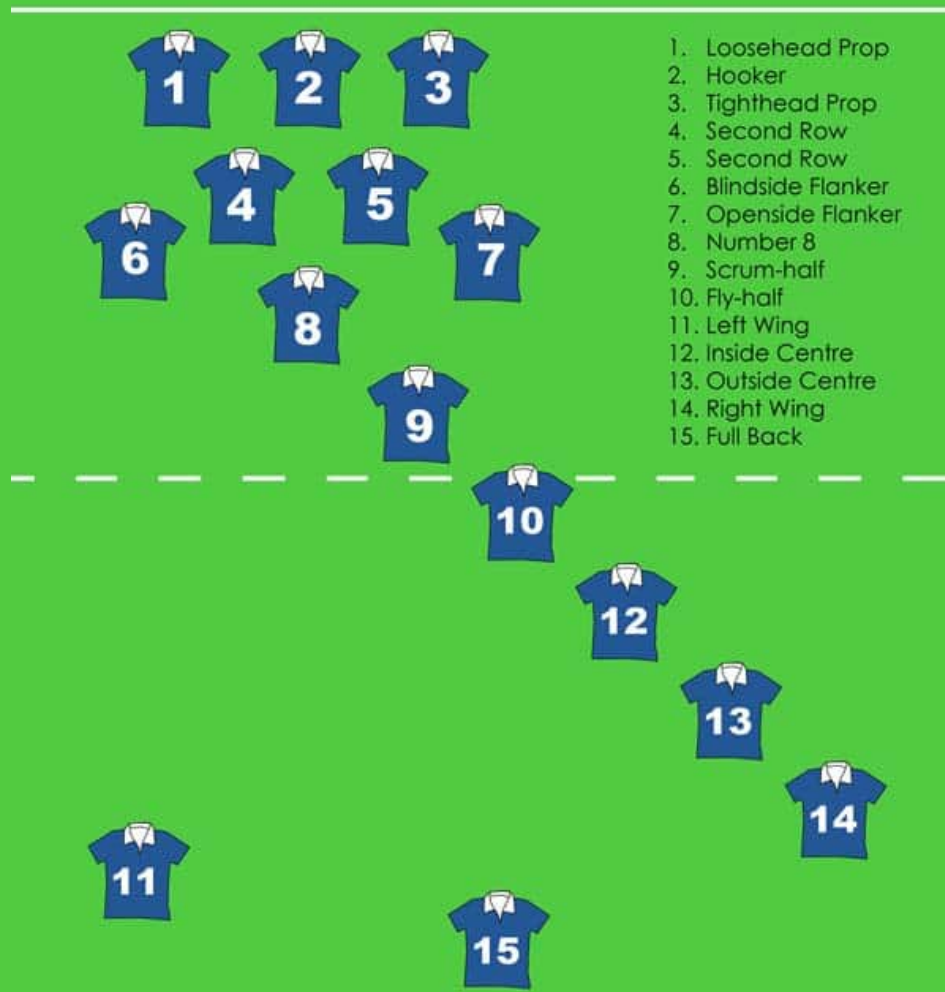 1 2 3
1. Loosehead Prop
2. Hooker
3. Tighthead Prop
4. Second Row
5. Second Row
6. Blindside Flanker
7. Openside Flanker
8. Number 8
9. Scrum-half
10. Fly-half
11. Left Wing
12. Inside Centre
13. Outside Centre
14. Right Wing
15. Full Back
4 5
6 7
8
9
10
12
13
14
11
15